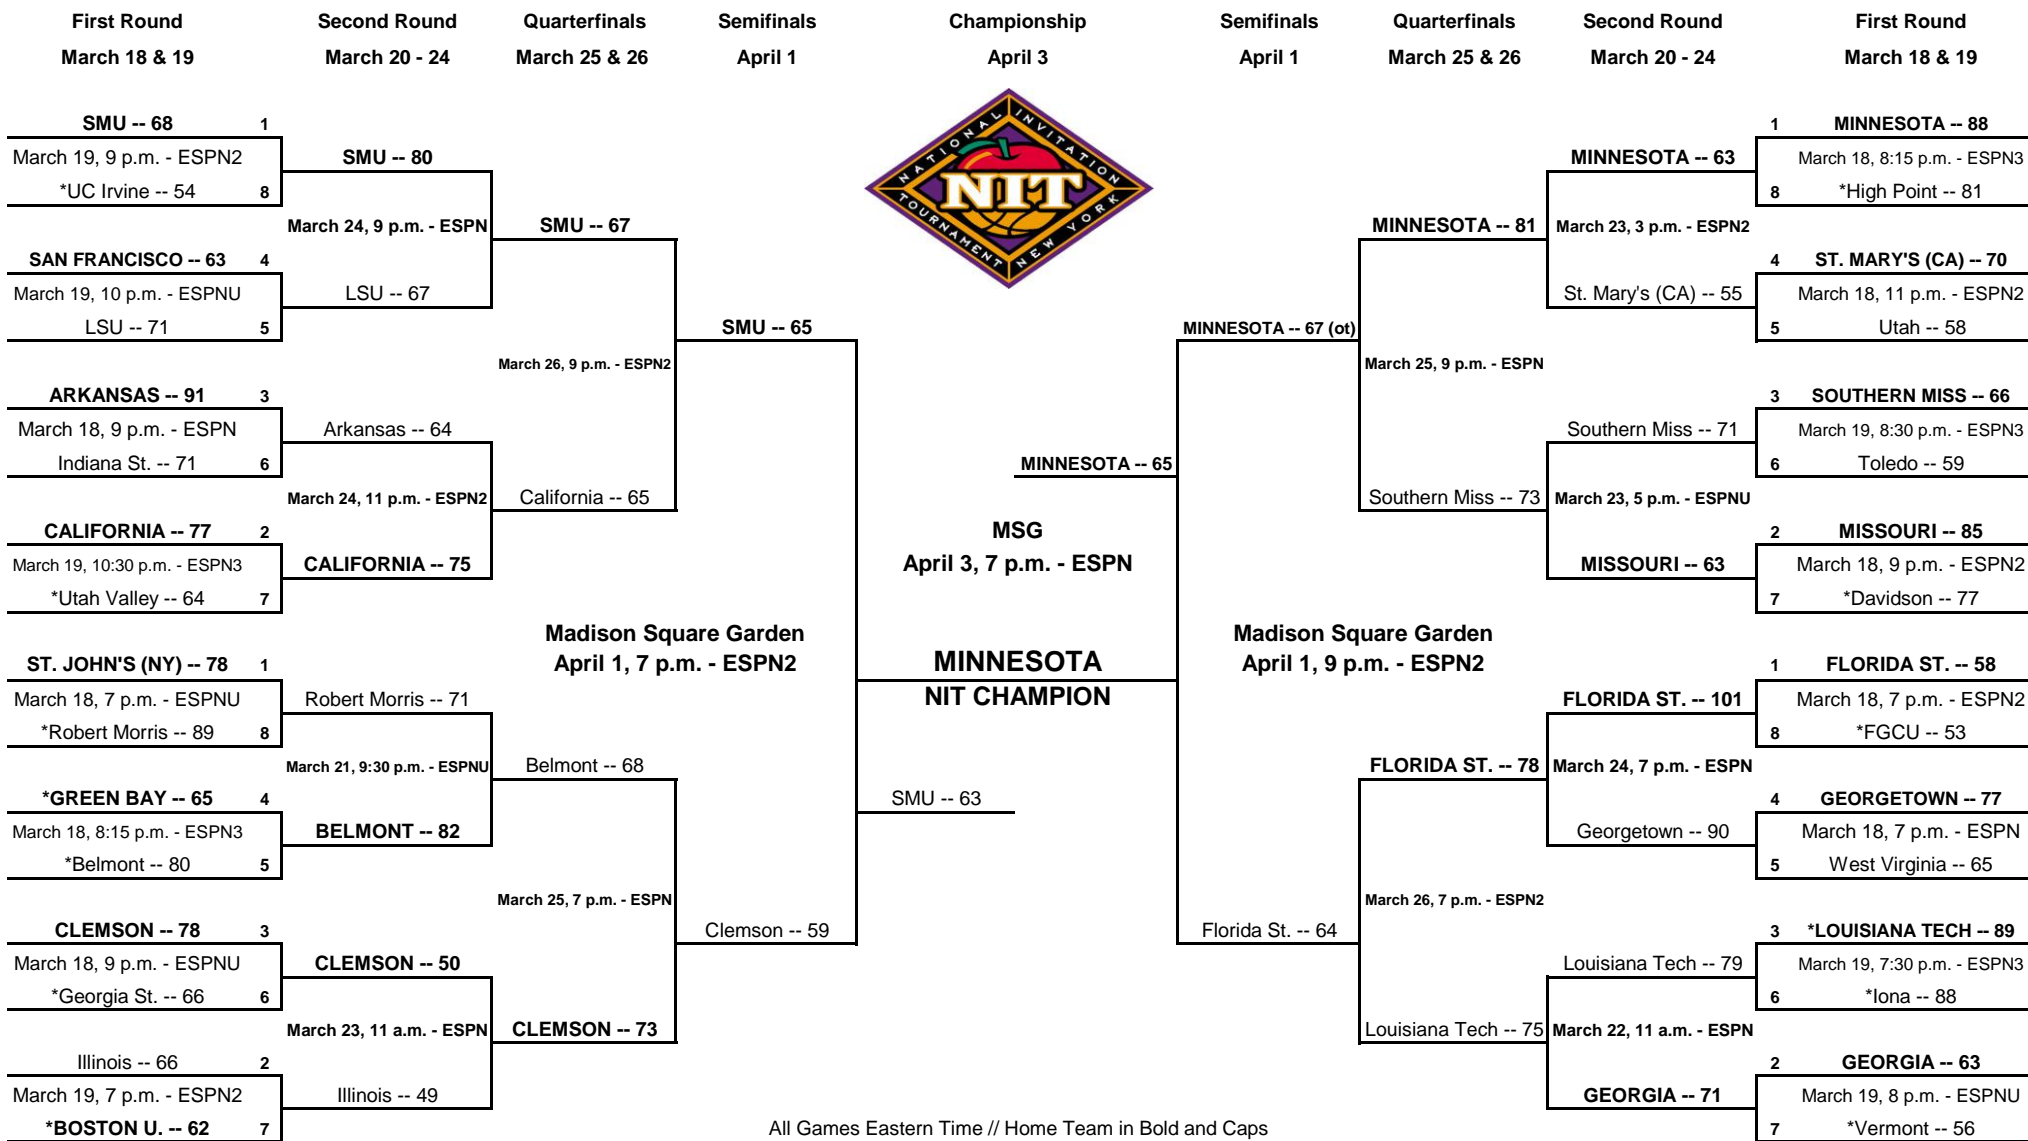 First Round
Second Round
Quarterfinals
Semifinals
Championship
Semifinals
Quarterfinals
Second Round
First Round
March 18 & 19
March 20 - 24
March 25 & 26
April 1
April 3
April 1
March 25 & 26
March 20 - 24
March 18 & 19
SMU -- 68 1
March 19, 9 p.m. - ESPN2
*UC Irvine -- 54 8
SAN FRANCISCO -- 63 4
March 19, 10 p.m. - ESPNU
LSU -- 71 5
ARKANSAS -- 91 3
March 18, 9 p.m. - ESPN
Indiana St. -- 71 6
CALIFORNIA -- 77 2
March 19, 10:30 p.m. - ESPN3
*Utah Valley -- 64 7
ST. JOHN'S (NY) -- 78 1
March 18, 7 p.m. - ESPNU
*Robert Morris -- 89 8
*GREEN BAY -- 65 4
March 18, 8:15 p.m. - ESPN3
*Belmont -- 80 5
CLEMSON -- 78 3
March 18, 9 p.m. - ESPNU
*Georgia St. -- 66 6
Illinois -- 66 2
March 19, 7 p.m. - ESPN2
*BOSTON U. -- 62 7
SMU -- 80
March 24, 9 p.m. - ESPN
LSU -- 67
Arkansas -- 64
March 24, 11 p.m. - ESPN2
CALIFORNIA -- 75
Robert Morris -- 71
March 21, 9:30 p.m. - ESPNU
BELMONT -- 82
CLEMSON -- 50
March 23, 11 a.m. - ESPN
Illinois -- 49
SMU -- 67
March 26, 9 p.m. - ESPN2
California -- 65
Madison Square Garden
April 1, 7 p.m. - ESPN2
Belmont -- 68
March 25, 7 p.m. - ESPN
CLEMSON -- 73
SMU -- 65
Clemson -- 59
NATIONAL INVITATION
NIT
TOURNAMENT NEW YORK
MINNESOTA -- 65
MSG
April 3, 7 p.m. - ESPN
MINNESOTA
NIT CHAMPION
SMU -- 63
MINNESOTA -- 67 (ot)
Florida St. -- 64
MINNESOTA -- 81
March 25, 9 p.m. - ESPN
Southern Miss -- 73
Madison Square Garden
April 1, 9 p.m. - ESPN2
FLORIDA ST. -- 78
March 26, 7 p.m. - ESPN2
Louisiana Tech -- 75
MINNESOTA -- 63
March 23, 3 p.m. - ESPN2
St. Mary's (CA) -- 55
Southern Miss -- 71
March 23, 5 p.m. - ESPNU
MISSOURI -- 63
FLORIDA ST. -- 101
March 24, 7 p.m. - ESPN
Georgetown -- 90
Louisiana Tech -- 79
March 22, 11 a.m. - ESPN
GEORGIA -- 71
1 MINNESOTA -- 88
March 18, 8:15 p.m. - ESPN3
8 *High Point -- 81
4 ST. MARY'S (CA) -- 70
March 18, 11 p.m. - ESPN2
5 Utah -- 58
3 SOUTHERN MISS -- 66
March 19, 8:30 p.m. - ESPN3
6 Toledo -- 59
2 MISSOURI -- 85
March 18, 9 p.m. - ESPN2
7 *Davidson -- 77
1 FLORIDA ST. -- 58
March 18, 7 p.m. - ESPN2
8 *FGCU -- 53
4 GEORGETOWN -- 77
March 18, 7 p.m. - ESPN
5 West Virginia -- 65
3 *LOUISIANA TECH -- 89
March 19, 7:30 p.m. - ESPN3
6 *Iona -- 88
2 GEORGIA -- 63
March 19, 8 p.m. - ESPNU
7 *Vermont -- 56
All Games Eastern Time // Home Team in Bold and Caps